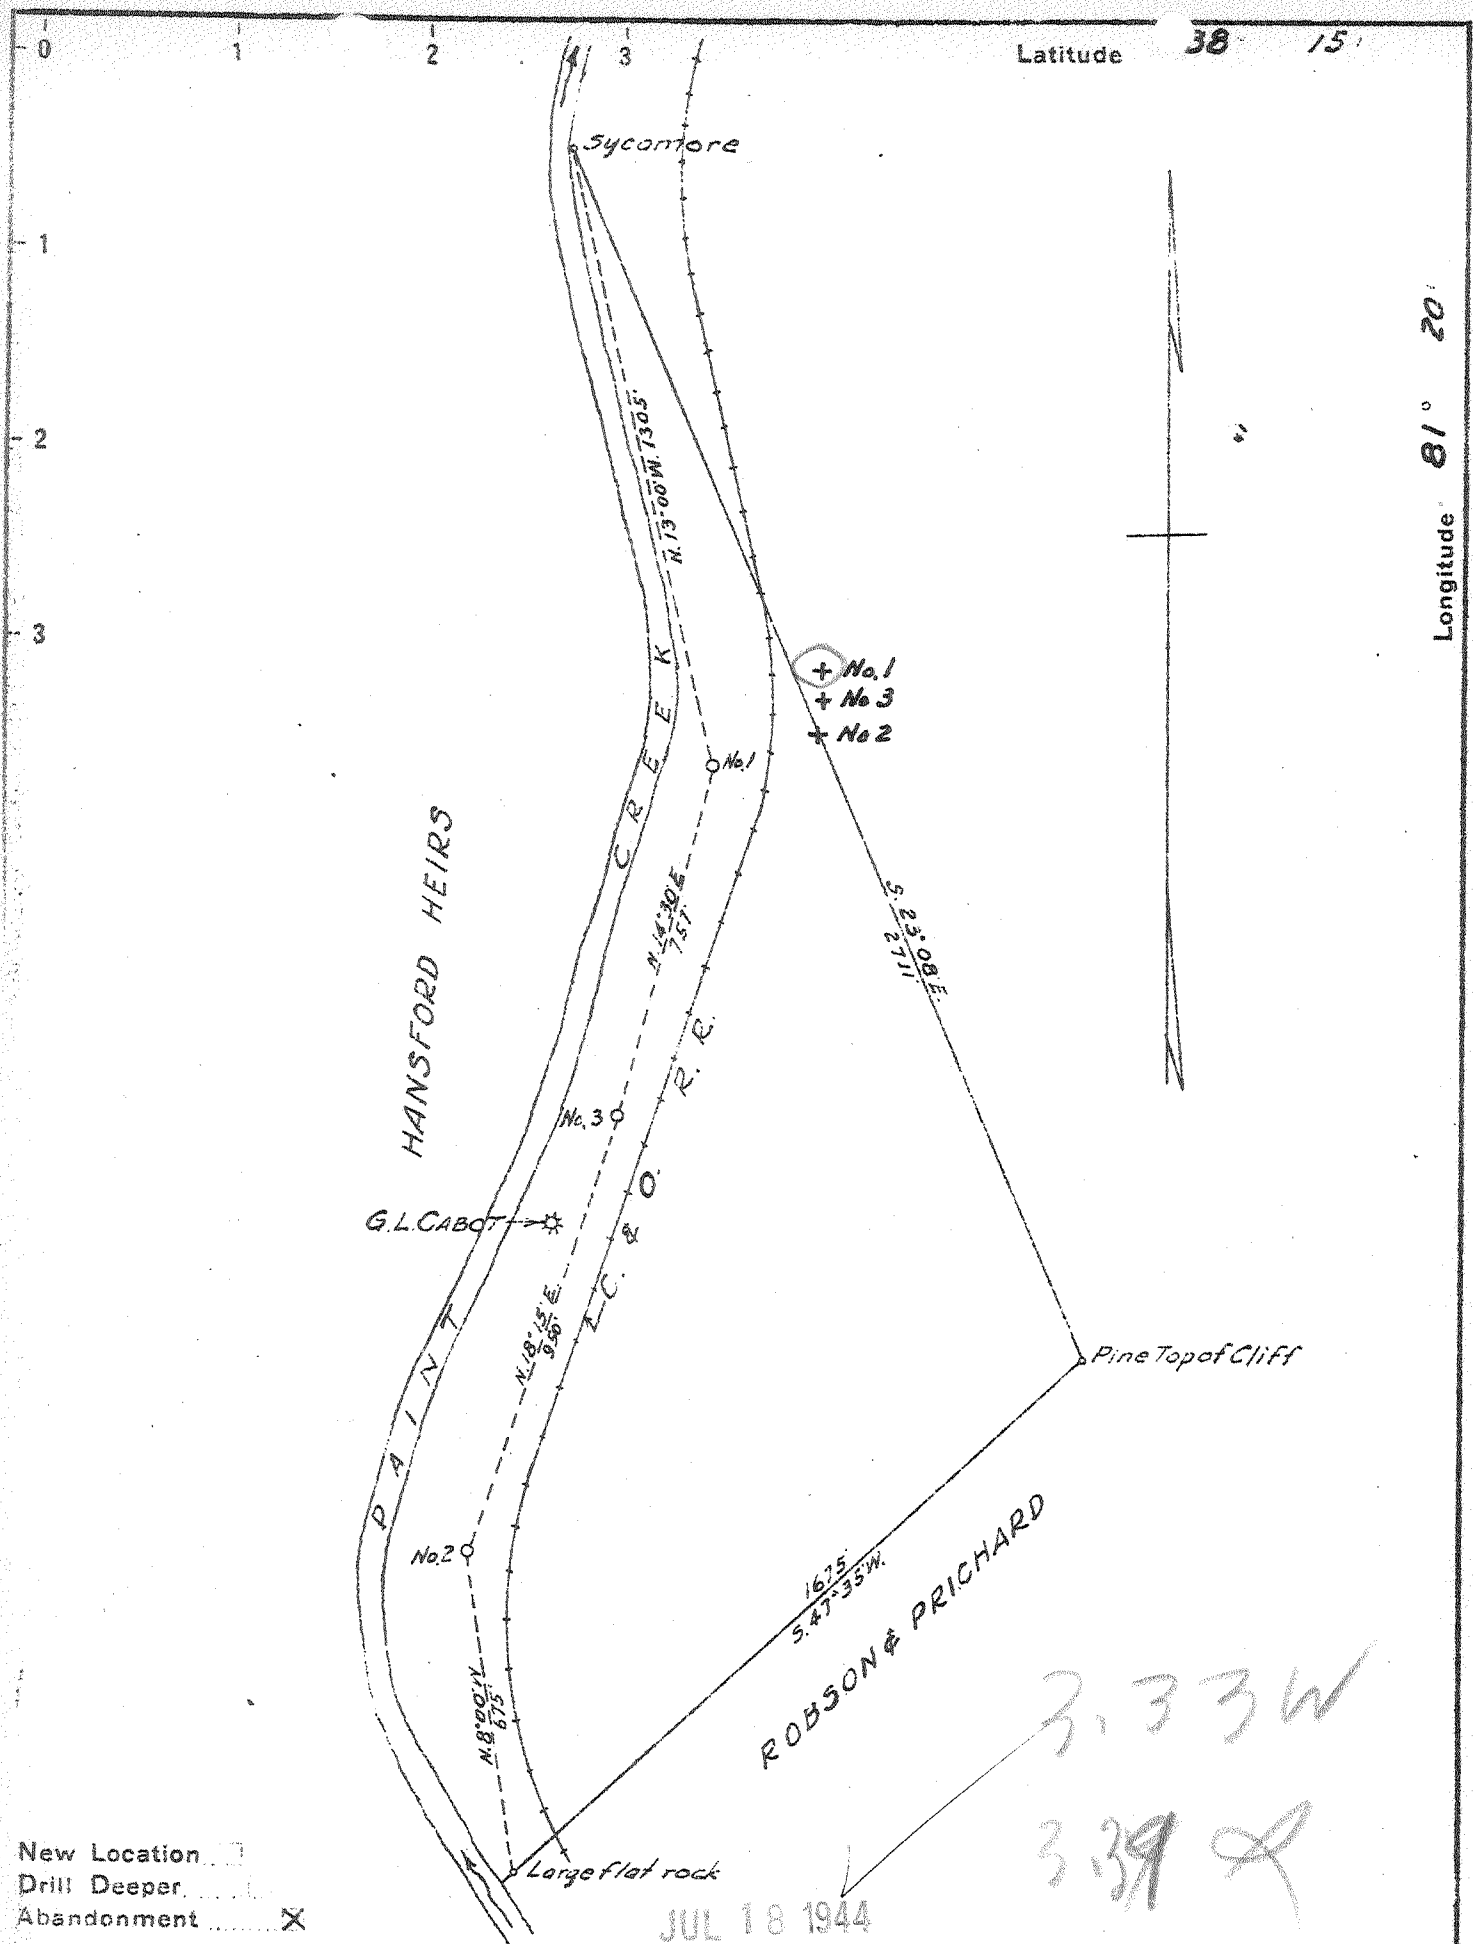 0 1 2 3
Latitude 38 15'
1
2
3
Longitude 81° 20'
Sycamore
N. 13°00'W. 1305'
No. 1
No 3
No 2
No. 1
PAINT CREEK
HANSFORD HEIRS
N. 14°30'E.
757'
S. 23°08'E.
2711'
C. & O. R. R.
No. 3
G. L. CABOT
N. 18°15'E.
950'
Pine Top of Cliff
No. 2
1675'
S. 47°35'W.
ROBSON & PRICHARD
N. 8°00'W
675'
3.33W
Large flat rock
New Location
Drill Deeper
Abandonment X
JUL 18 1944